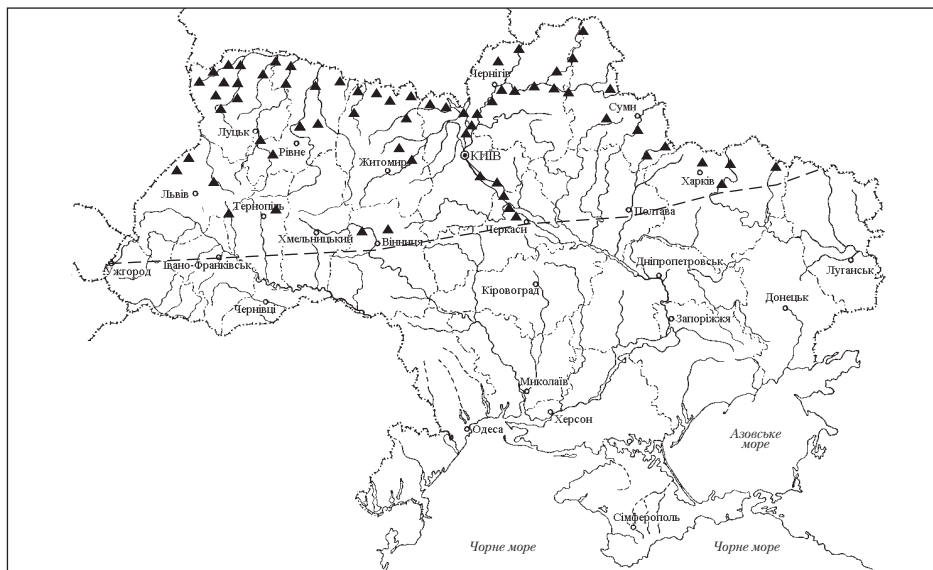 Чернігів
Суми
Луцьк
Рівне
КИЇВ
Житомир
Львів
Харків
Тернопіль
Полтава
Хмельницький
Черкаси
Вінниця
Івано-Франківськ
Ужгород
Дніпропетровськ
Луганськ
Кіровоград
Чернівці
Донецьк
Запоріжжя
Миколаїв
Херсон
Одеса
Азовське
море
Сімферополь
Чорне море
Чорне море